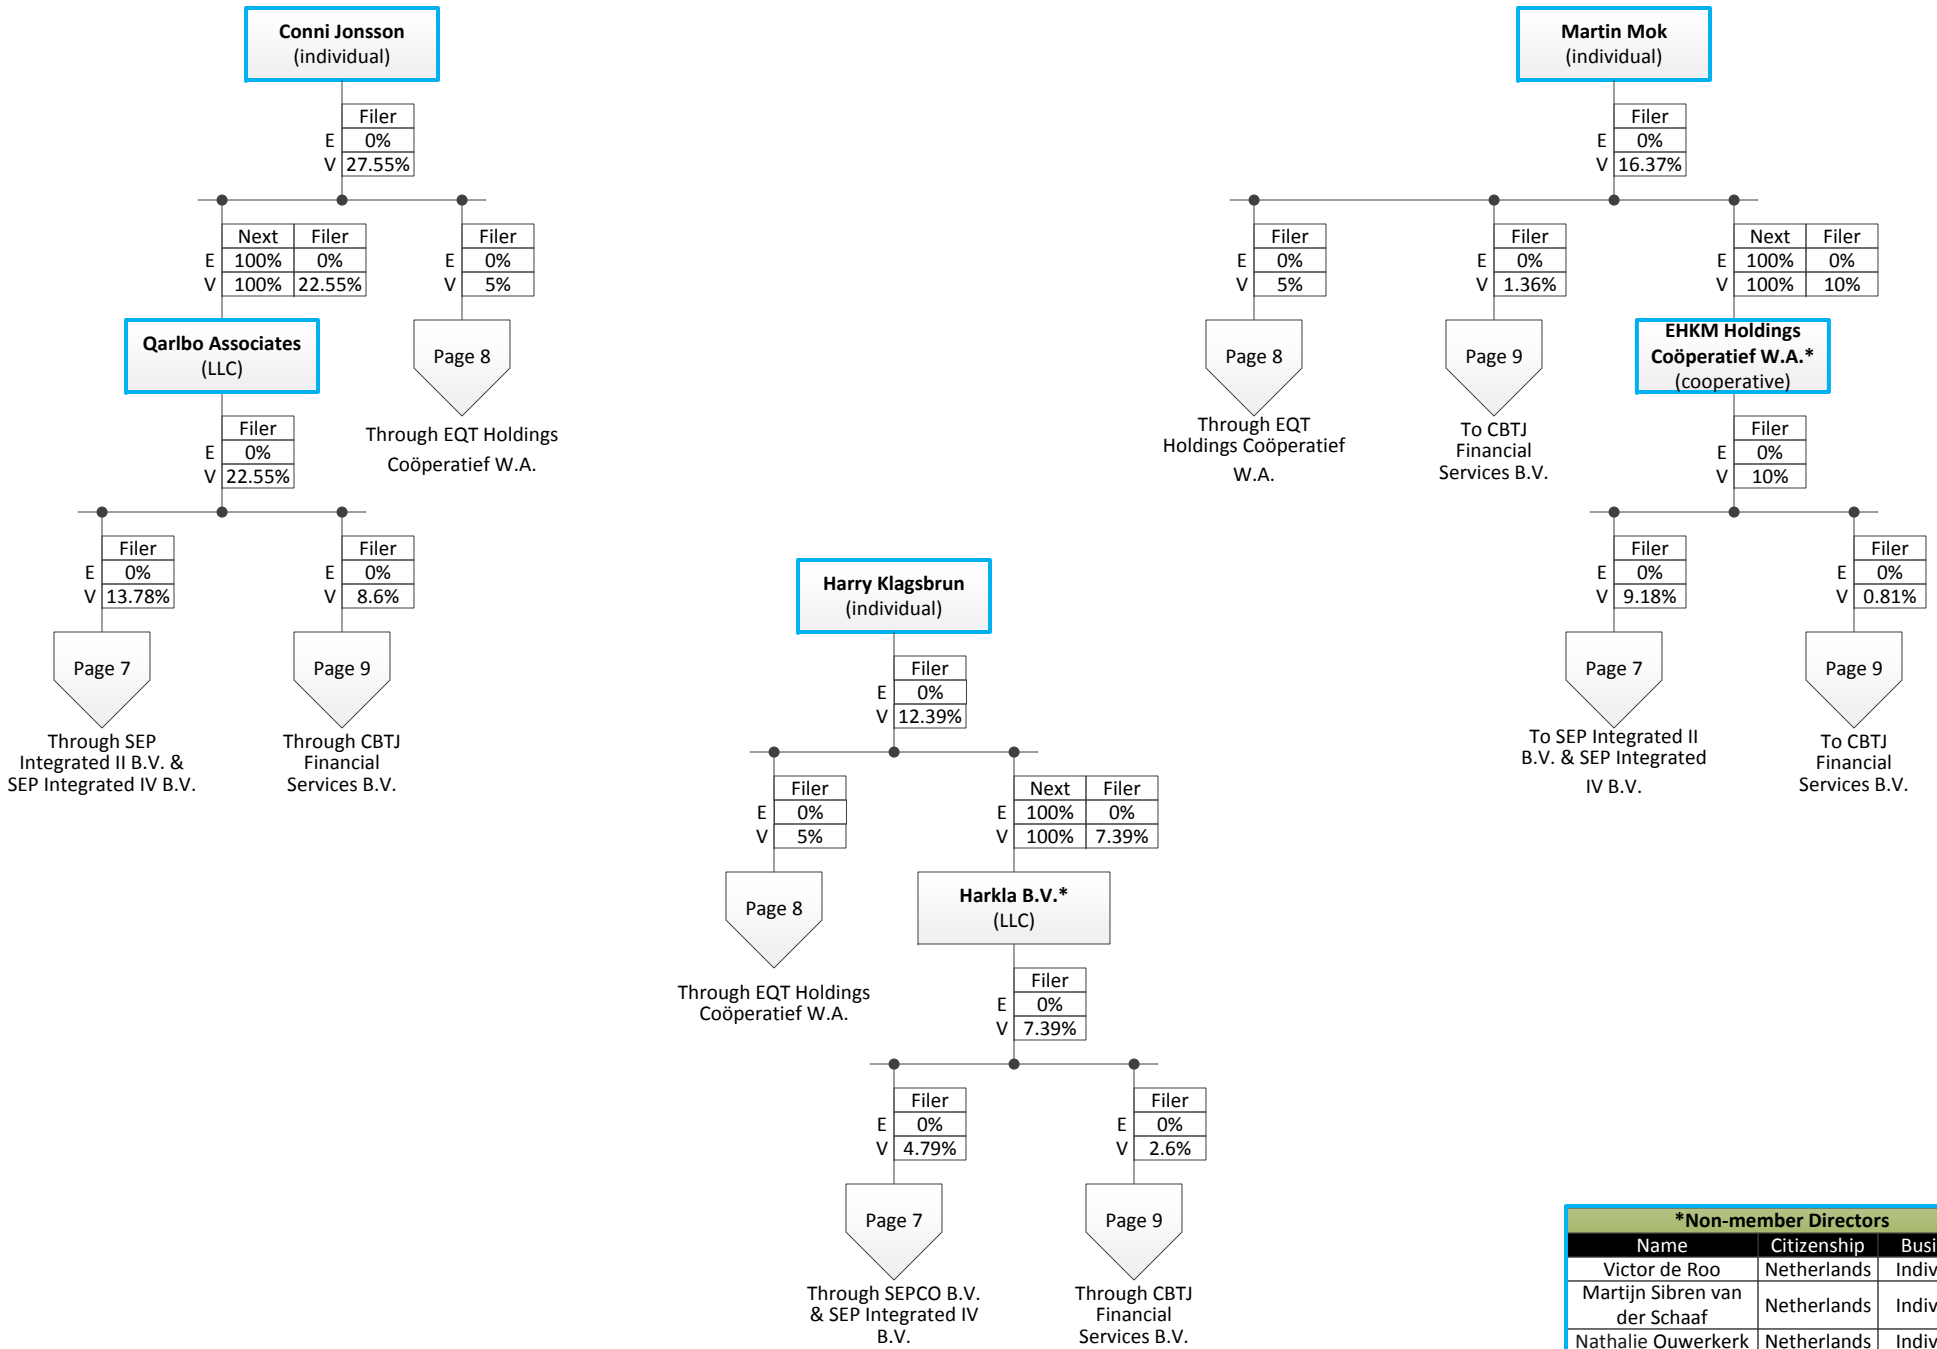 Conni Jonsson
(individual)
Filer
E 0%
V 27.55%
Next Filer
E 100% 0%
V 100% 22.55%
Filer
E 0%
V 5%
Qarlbo Associates
(LLC)
Page 8
Through EQT Holdings
Coöperatief W.A.
Filer
E 0%
V 22.55%
Filer
E 0%
V 13.78%
Filer
E 0%
V 8.6%
Page 7
Through SEP
Integrated II B.V. &
SEP Integrated IV B.V.
Page 9
Through CBTJ
Financial
Services B.V.
Harry Klagsbrun
(individual)
Filer
E 0%
V 12.39%
Filer
E 0%
V 5%
Next Filer
E 100% 0%
V 100% 7.39%
Page 8
Through EQT Holdings
Coöperatief W.A.
Harkla B.V.*
(LLC)
Filer
E 0%
V 7.39%
Filer
E 0%
V 4.79%
Filer
E 0%
V 2.6%
Page 7
Through SEPCO B.V.
& SEP Integrated IV
B.V.
Page 9
Through CBTJ
Financial
Services B.V.
Martin Mok
(individual)
Filer
E 0%
V 16.37%
Filer
E 0%
V 5%
Filer
E 0%
V 1.36%
Next Filer
E 100% 0%
V 100% 10%
Page 8
Through EQT
Holdings Coöperatief
W.A.
Page 9
To CBTJ
Financial
Services B.V.
EHKM Holdings
Coöperatief W.A.*
(cooperative)
Filer
E 0%
V 10%
Filer
E 0%
V 9.18%
Filer
E 0%
V 0.81%
Page 7
To SEP Integrated II
B.V. & SEP Integrated
IV B.V.
Page 9
To CBTJ
Financial
Services B.V.
*Non-member Directors
Name Citizenship Busi
Victor de Roo Netherlands Indiv
Martijn Sibren van
der Schaaf Netherlands Indiv
Nathalie Ouwerkerk Netherlands Indiv